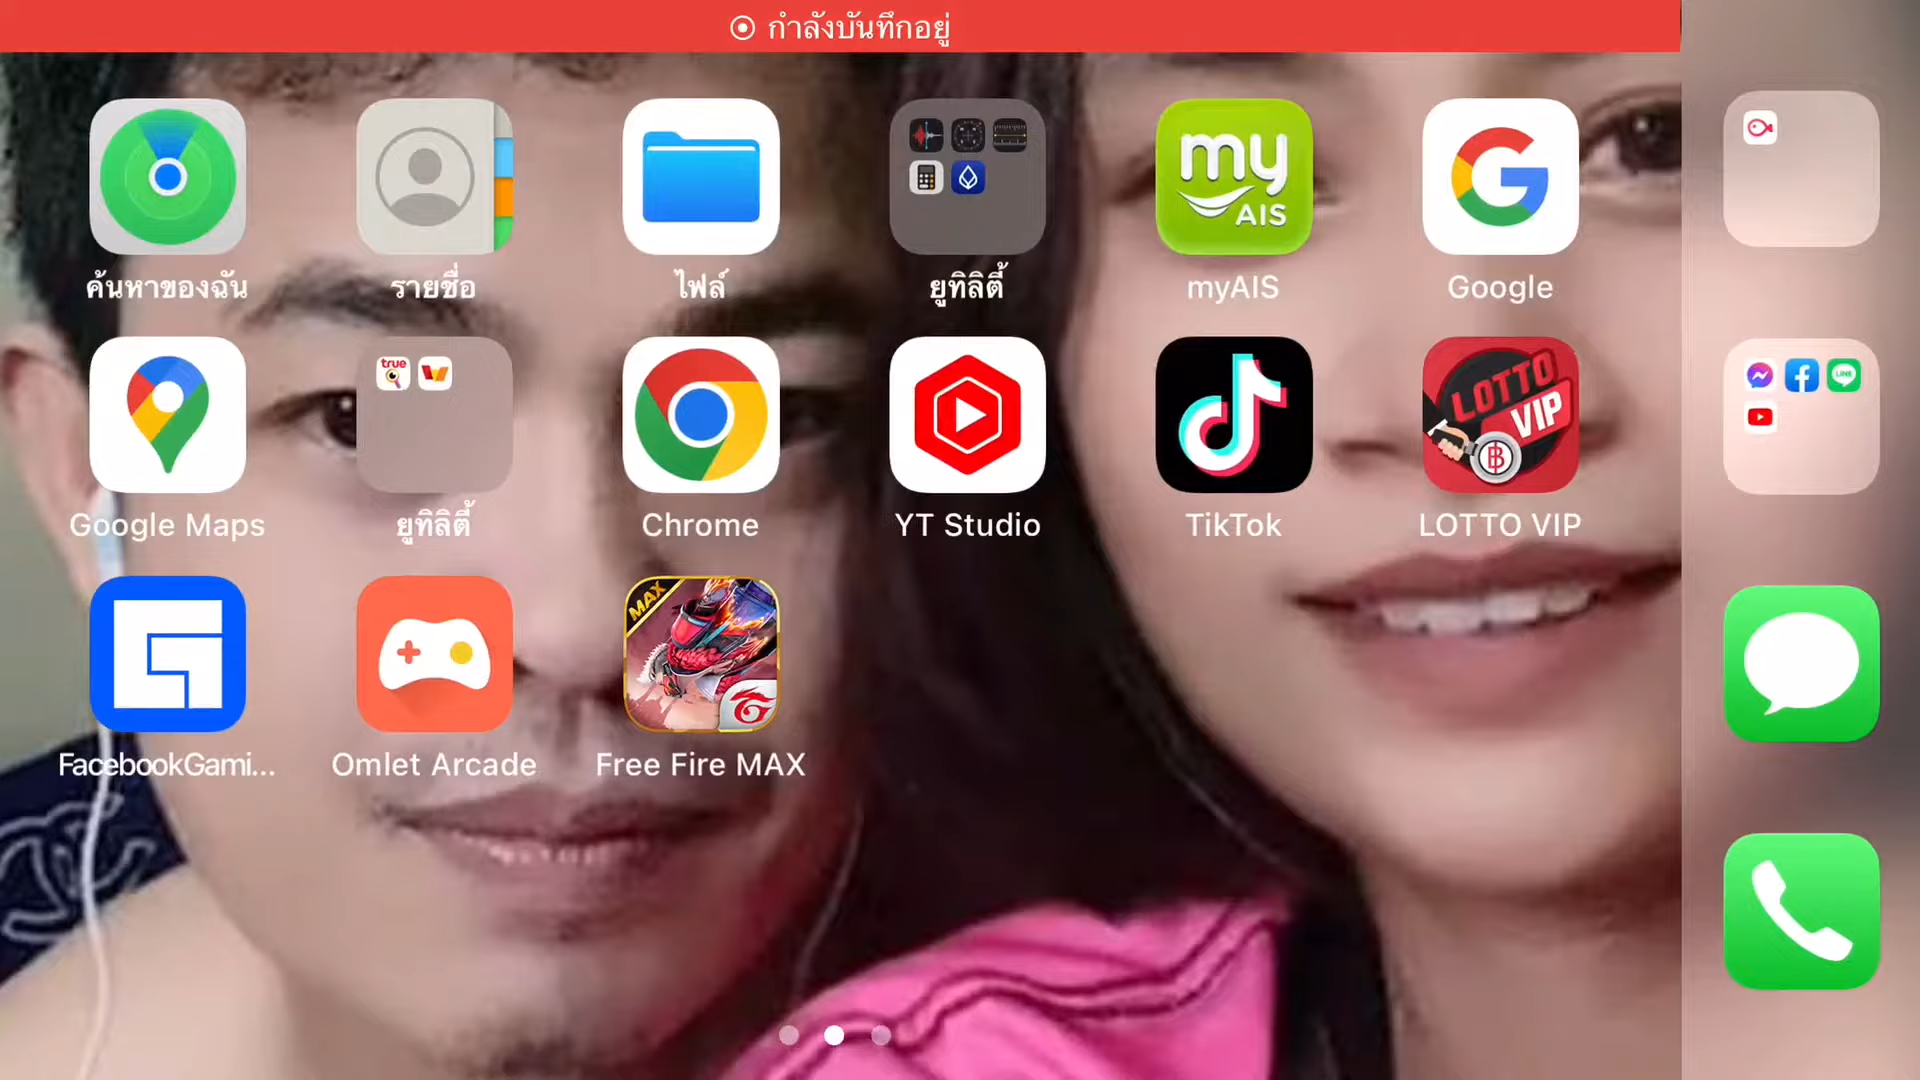 กำลังบันทึกอยู่
my
AIS
LOTTO
VIP
true
LINE
MAX
ค้นหาของฉัน
รายชื่อ
ไฟล์
ยูทิลิตี้
myAIS
Google
Google Maps
ยูทิลิตี้
Chrome
YT Studio
TikTok
LOTTO VIP
FacebookGami...
Omlet Arcade
Free Fire MAX